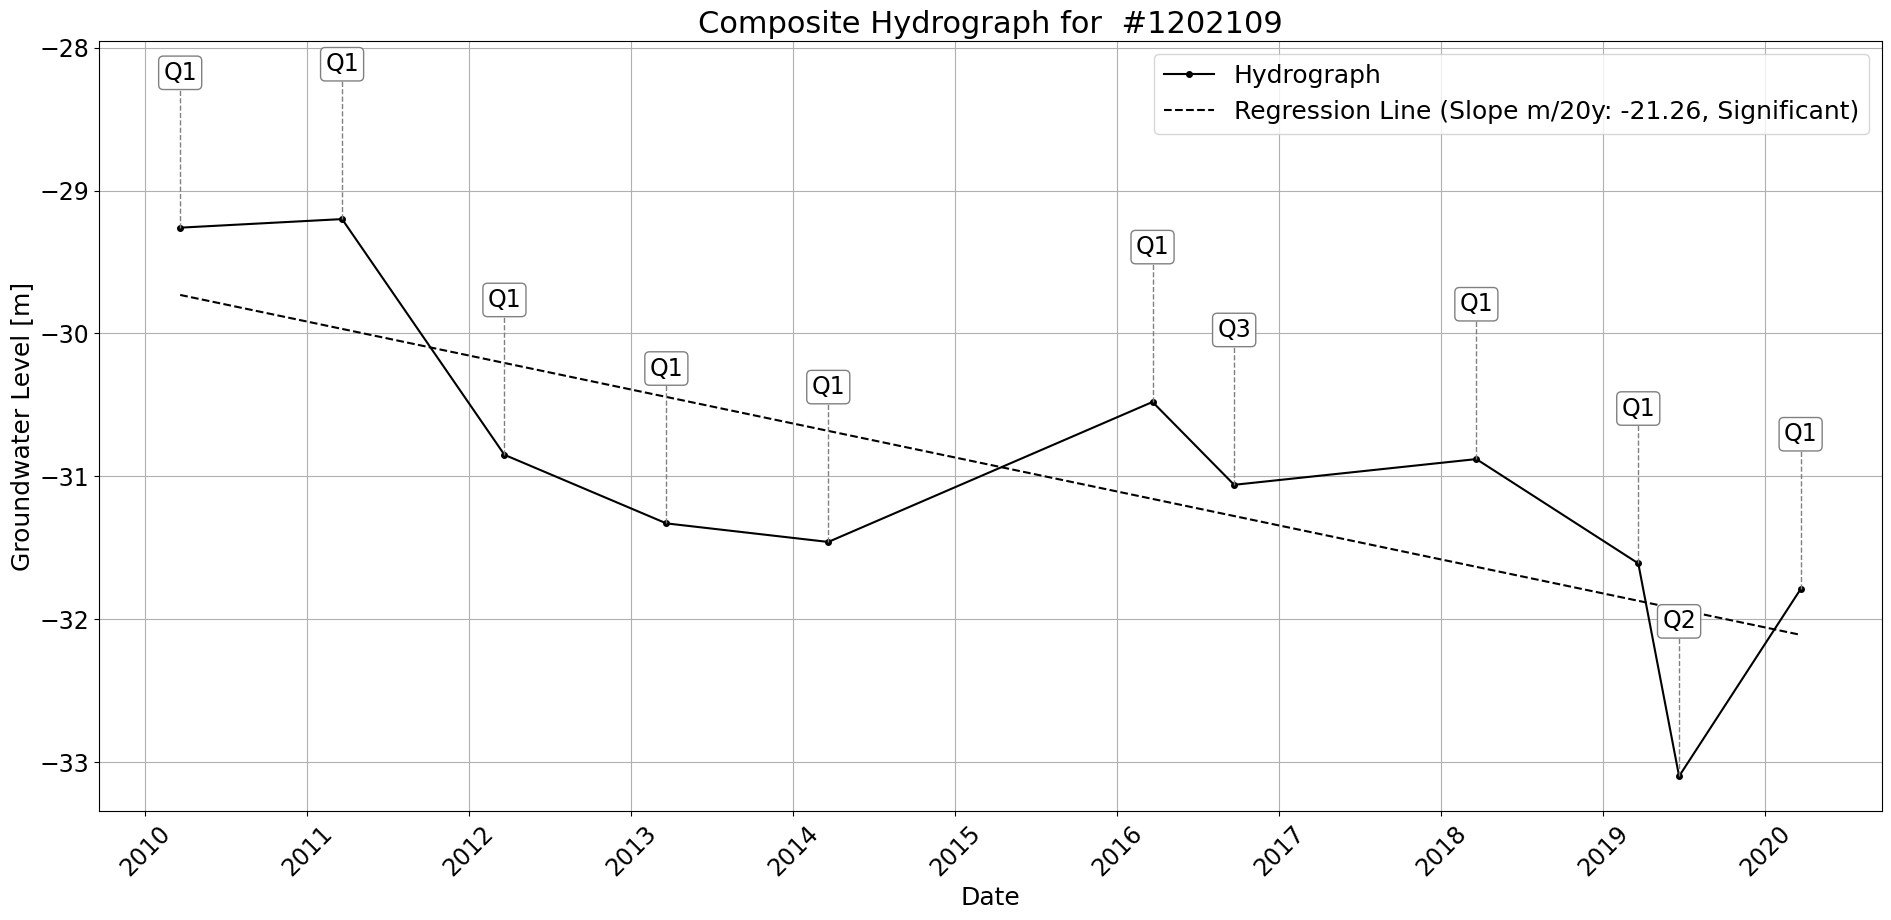 Composite Hydrograph for  #1202109
Hydrograph
Regression Line (Slope m/20y: -21.26, Significant)
Groundwater Level [m]
−28
−29
−30
−31
−32
−33
Q1
Q1
Q1
Q1
Q1
Q1
Q3
Q1
Q1
Q2
Q1
2010
2011
2012
2013
2014
2015
2016
2017
2018
2019
2020
Date